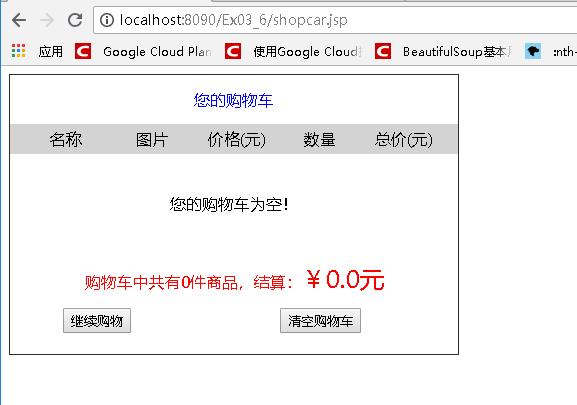 localhost:8090/Ex03_6/shopcar.jsp
应用 Google Cloud Plan 使用Google Cloud BeautifulSoup基本 :nth-
您的购物车
名称 图片 价格(元) 数量 总价(元)
您的购物车为空!
购物车中共有0件商品，结算：￥0.0元
继续购物 清空购物车